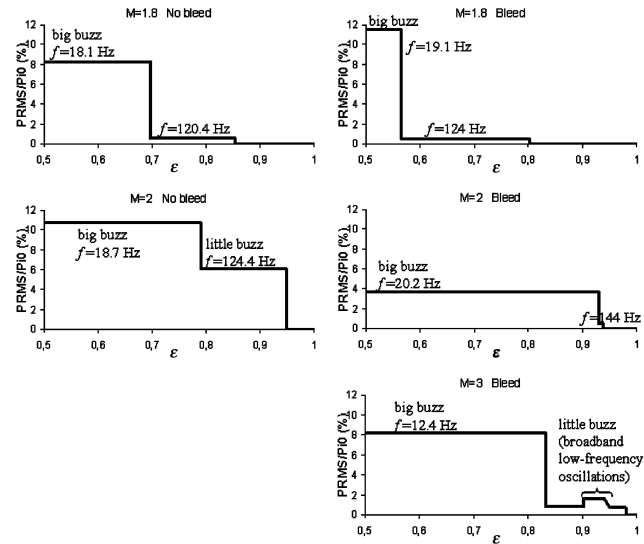 M=1.8 No bleed
PRMS/Pi0 (%)
12
10
8
6
4
2
0
big buzz
f=18.1 Hz
f=120.4 Hz
0,5 0,6 0,7 0,8 0,9 1
ε
M=1.8 Bleed
PRMS/Pi0 (%)
12
10
8
6
4
2
0
big buzz
f=19.1 Hz
f=124 Hz
0,5 0,6 0,7 0,8 0,9 1
ε
M=2 No bleed
PRMS/Pi0 (%)
12
10
8
6
4
2
0
big buzz
f=18.7 Hz
little buzz
f=124.4 Hz
0,5 0,6 0,7 0,8 0,9 1
ε
M=2 Bleed
PRMS/Pi0 (%)
12
10
8
6
4
2
0
big buzz
f=20.2 Hz
f=144 Hz
0,5 0,6 0,7 0,8 0,9 1
ε
M=3 Bleed
PRMS/Pi0 (%)
12
10
8
6
4
2
0
big buzz
f=12.4 Hz
little buzz
(broadband
low-frequency
oscillations)
0,5 0,6 0,7 0,8 0,9 1
ε